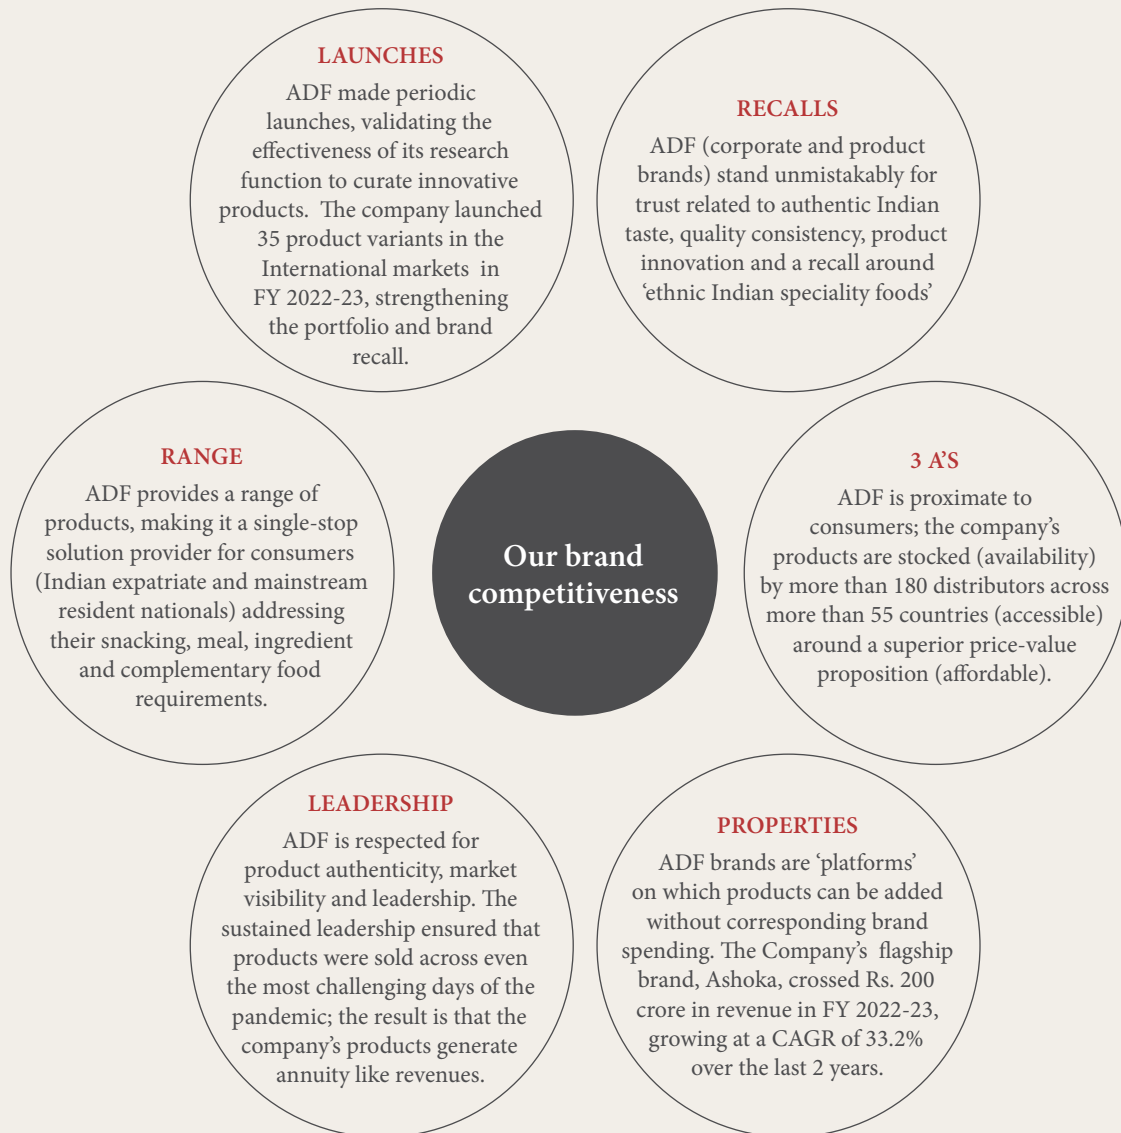 LAUNCHES
ADF made periodic
launches, validating the
effectiveness of its research
function to curate innovative
products. The company launched
35 product variants in the
International markets in
FY 2022-23, strengthening
the portfolio and brand
recall.
RECALLS
ADF (corporate and product
brands) stand unmistakably for
trust related to authentic Indian
taste, quality consistency, product
innovation and a recall around
‘ethnic Indian speciality foods’
RANGE
ADF provides a range of
products, making it a single-stop
solution provider for consumers
(Indian expatriate and mainstream
resident nationals) addressing
their snacking, meal, ingredient
and complementary food
requirements.
Our brand
competitiveness
3 A’S
ADF is proximate to
consumers; the company’s
products are stocked (availability)
by more than 180 distributors across
more than 55 countries (accessible)
around a superior price-value
proposition (affordable).
LEADERSHIP
ADF is respected for
product authenticity, market
visibility and leadership. The
sustained leadership ensured that
products were sold across even
the most challenging days of the
pandemic; the result is that the
company’s products generate
annuity like revenues.
PROPERTIES
ADF brands are ‘platforms’
on which products can be added
without corresponding brand
spending. The Company’s flagship
brand, Ashoka, crossed Rs. 200
crore in revenue in FY 2022-23,
growing at a CAGR of 33.2%
over the last 2 years.